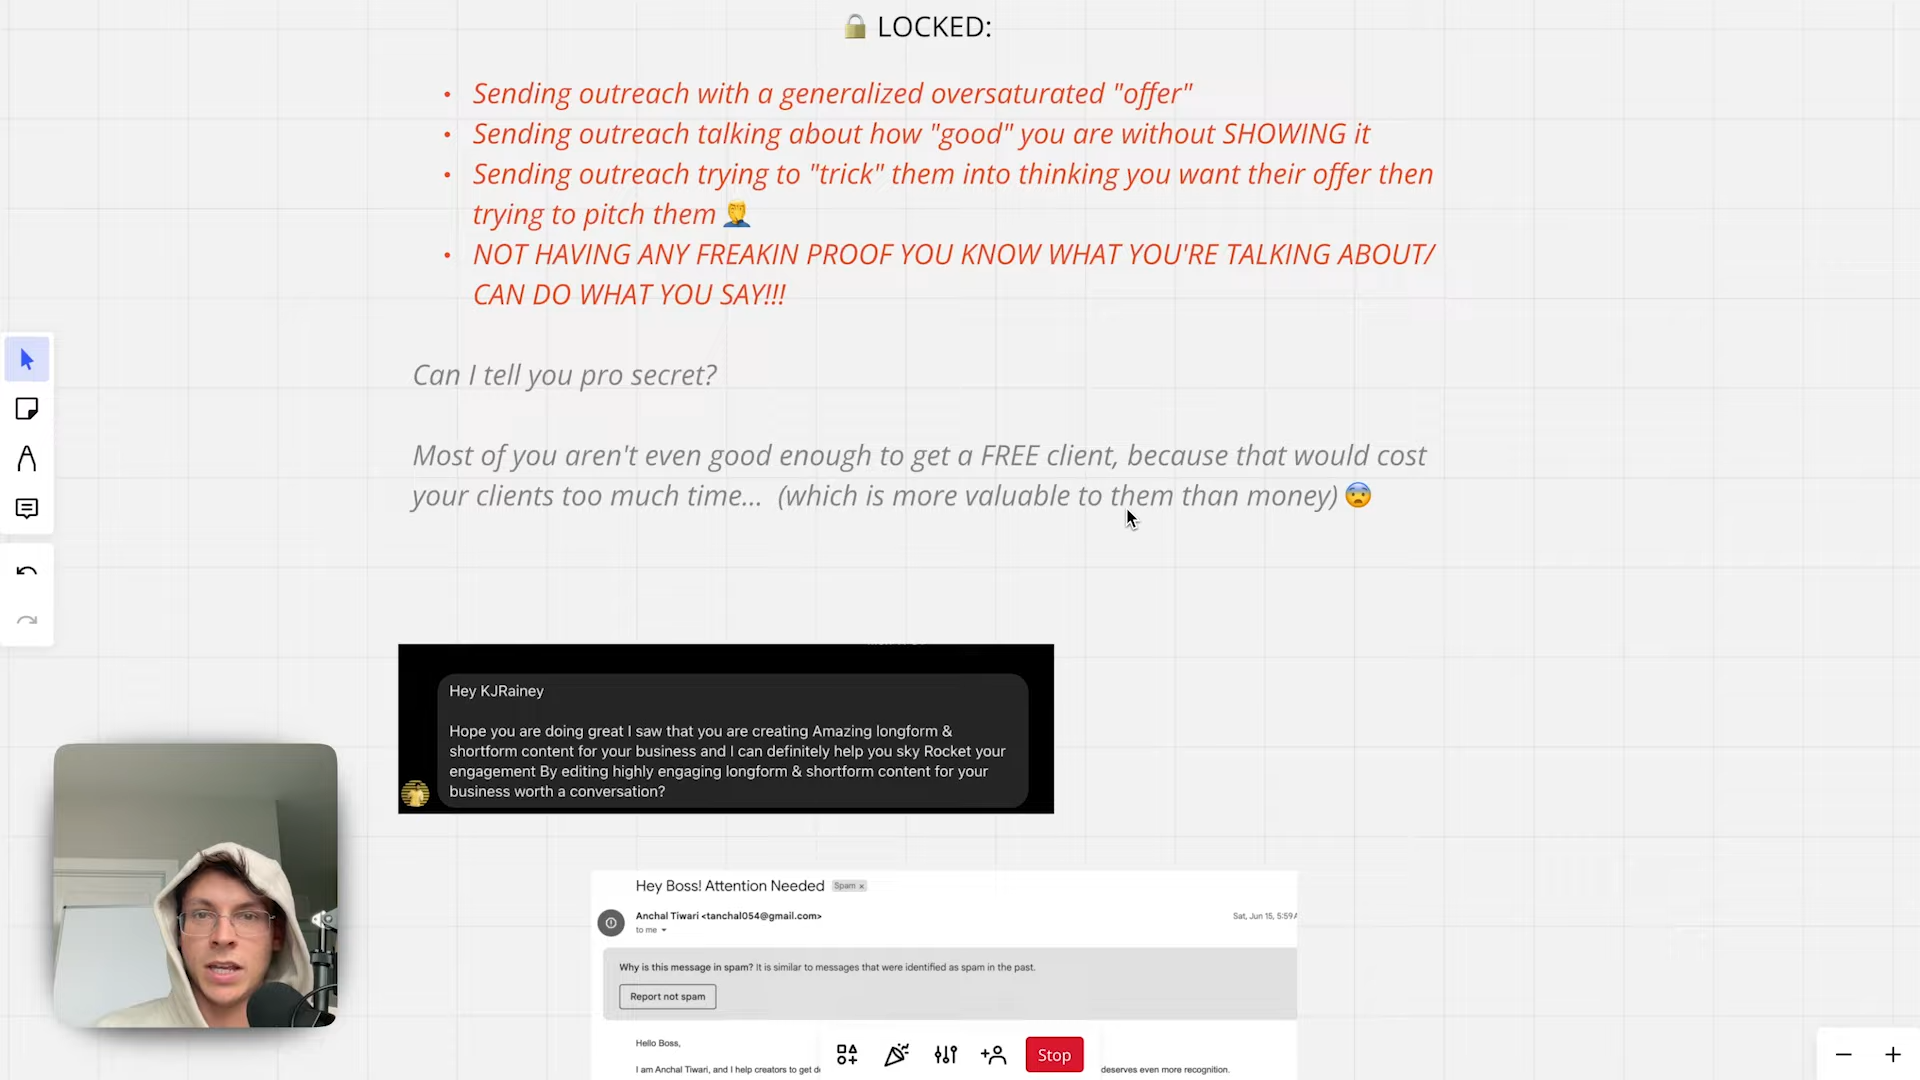 🔒 LOCKED:
• Sending outreach with a generalized oversaturated "offer"
• Sending outreach talking about how "good" you are without SHOWING it
• Sending outreach trying to "trick" them into thinking you want their offer then
trying to pitch them 🤦‍♂️
• NOT HAVING ANY FREAKIN PROOF YOU KNOW WHAT YOU'RE TALKING ABOUT/
CAN DO WHAT YOU SAY!!!
Can I tell you pro secret?
Most of you aren't even good enough to get a FREE client, because that would cost
your clients too much time... (which is more valuable to them than money) 😨
Hey KJRainey
Hope you are doing great I saw that you are creating Amazing longform &
shortform content for your business and I can definitely help you sky Rocket your
engagement By editing highly engaging longform & shortform content for your
business worth a conversation?
Hey Boss! Attention Needed Spam x
Anchal Tiwari <tanchal054@gmail.com> Sat, Jun 15, 5:59
to me
Why is this message in spam? It is similar to messages that were identified as spam in the past.
Report not spam
Hello Boss,
I am Anchal Tiwari, and I help creators to get deserves even more recognition.
Stop